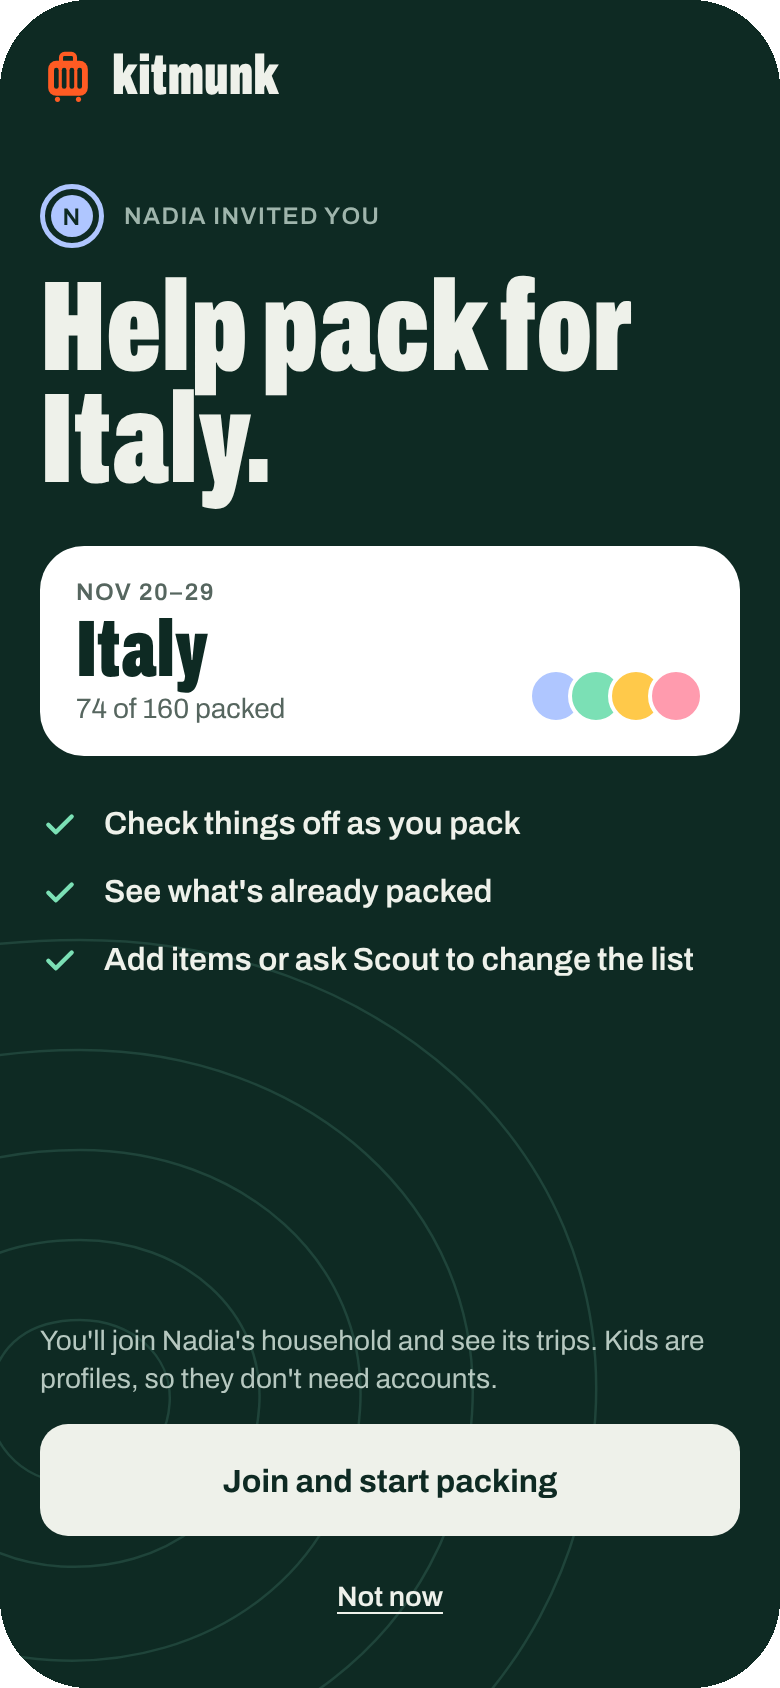 kitmunk
N
NADIA INVITED YOU
Help pack for
Italy.
NOV 20–29
Italy
74 of 160 packed
Check things off as you pack
See what's already packed
Add items or ask Scout to change the list
You'll join Nadia's household and see its trips. Kids are
profiles, so they don't need accounts.
Join and start packing
Not now